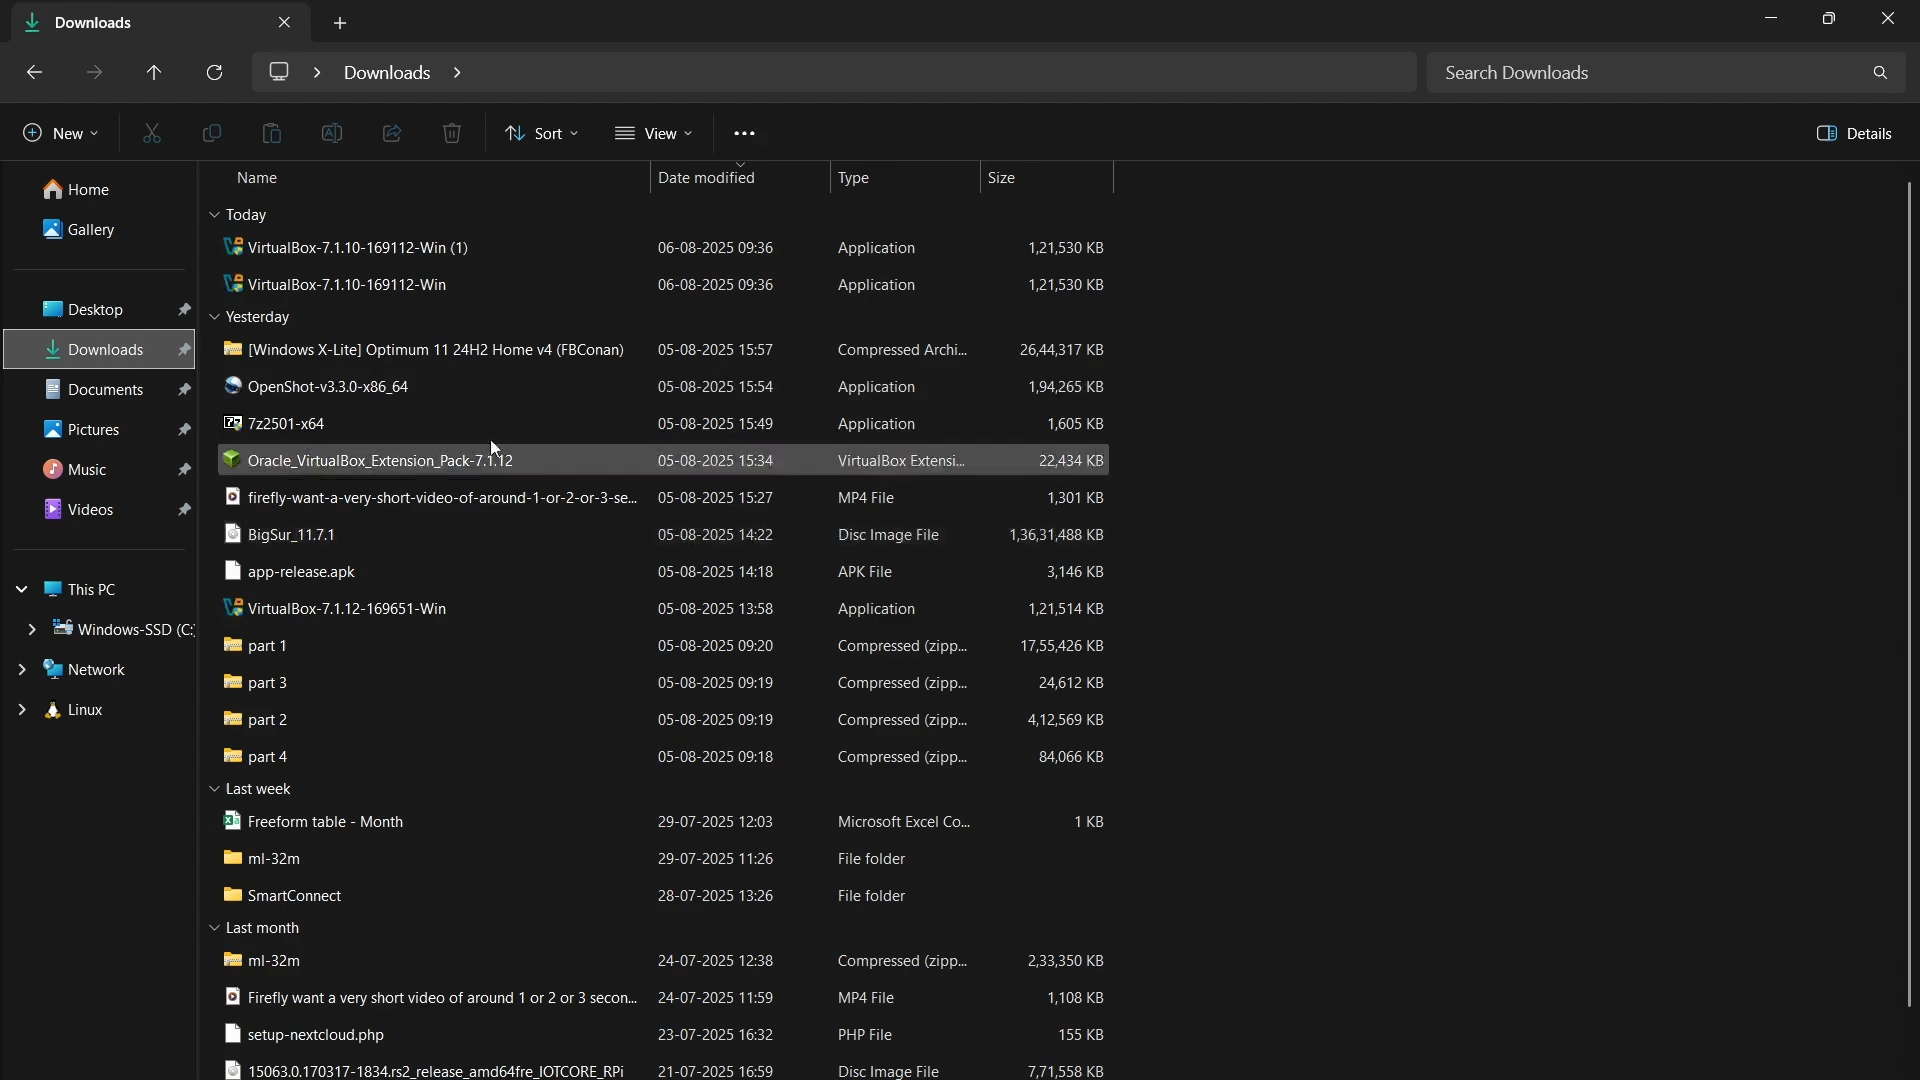 Downloads
Downloads
Search Downloads
New
Sort
View
Details
Name Date modified Type Size
Home
Gallery
Desktop
Downloads
Documents
Pictures
Music
Videos
This PC
Windows-SSD (C:)
Network
Linux
Today
VirtualBox-7.1.10-169112-Win (1) 06-08-2025 09:36 Application 1,21,530 KB
VirtualBox-7.1.10-169112-Win 06-08-2025 09:36 Application 1,21,530 KB
Yesterday
[Windows X-Lite] Optimum 11 24H2 Home v4 (FBConan) 05-08-2025 15:57 Compressed Archi... 26,44,317 KB
OpenShot-v3.3.0-x86_64 05-08-2025 15:54 Application 1,94,265 KB
7z2501-x64 05-08-2025 15:49 Application 1,605 KB
Oracle_VirtualBox_Extension_Pack-7.1.12 05-08-2025 15:34 VirtualBox Extensi... 22,434 KB
firefly-want-a-very-short-video-of-around-1-or-2-or-3-se... 05-08-2025 15:27 MP4 File 1,301 KB
BigSur_11.7.1 05-08-2025 14:22 Disc Image File 1,36,31,488 KB
app-release.apk 05-08-2025 14:18 APK File 3,146 KB
VirtualBox-7.1.12-169651-Win 05-08-2025 13:58 Application 1,21,514 KB
part 1 05-08-2025 09:20 Compressed (zipp... 17,55,426 KB
part 3 05-08-2025 09:19 Compressed (zipp... 24,612 KB
part 2 05-08-2025 09:19 Compressed (zipp... 4,12,569 KB
part 4 05-08-2025 09:18 Compressed (zipp... 84,066 KB
Last week
Freeform table - Month 29-07-2025 12:03 Microsoft Excel Co... 1 KB
ml-32m 29-07-2025 11:26 File folder
SmartConnect 28-07-2025 13:26 File folder
Last month
ml-32m 24-07-2025 12:38 Compressed (zipp... 2,33,350 KB
Firefly want a very short video of around 1 or 2 or 3 secon... 24-07-2025 11:59 MP4 File 1,108 KB
setup-nextcloud.php 23-07-2025 16:32 PHP File 155 KB
15063.0.170317-1834.rs2_release_amd64fre_IOTCORE_RPi 21-07-2025 16:59 Disc Image File 7,71,558 KB